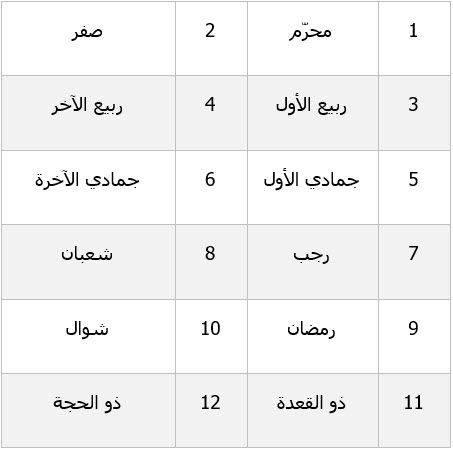 1 محرّم 2 صفر
3 ربيع الأول 4 ربيع الآخر
5 جمادي الأول 6 جمادي الآخرة
7 رجب 8 شعبان
9 رمضان 10 شوال
11 ذو القعدة 12 ذو الحجة